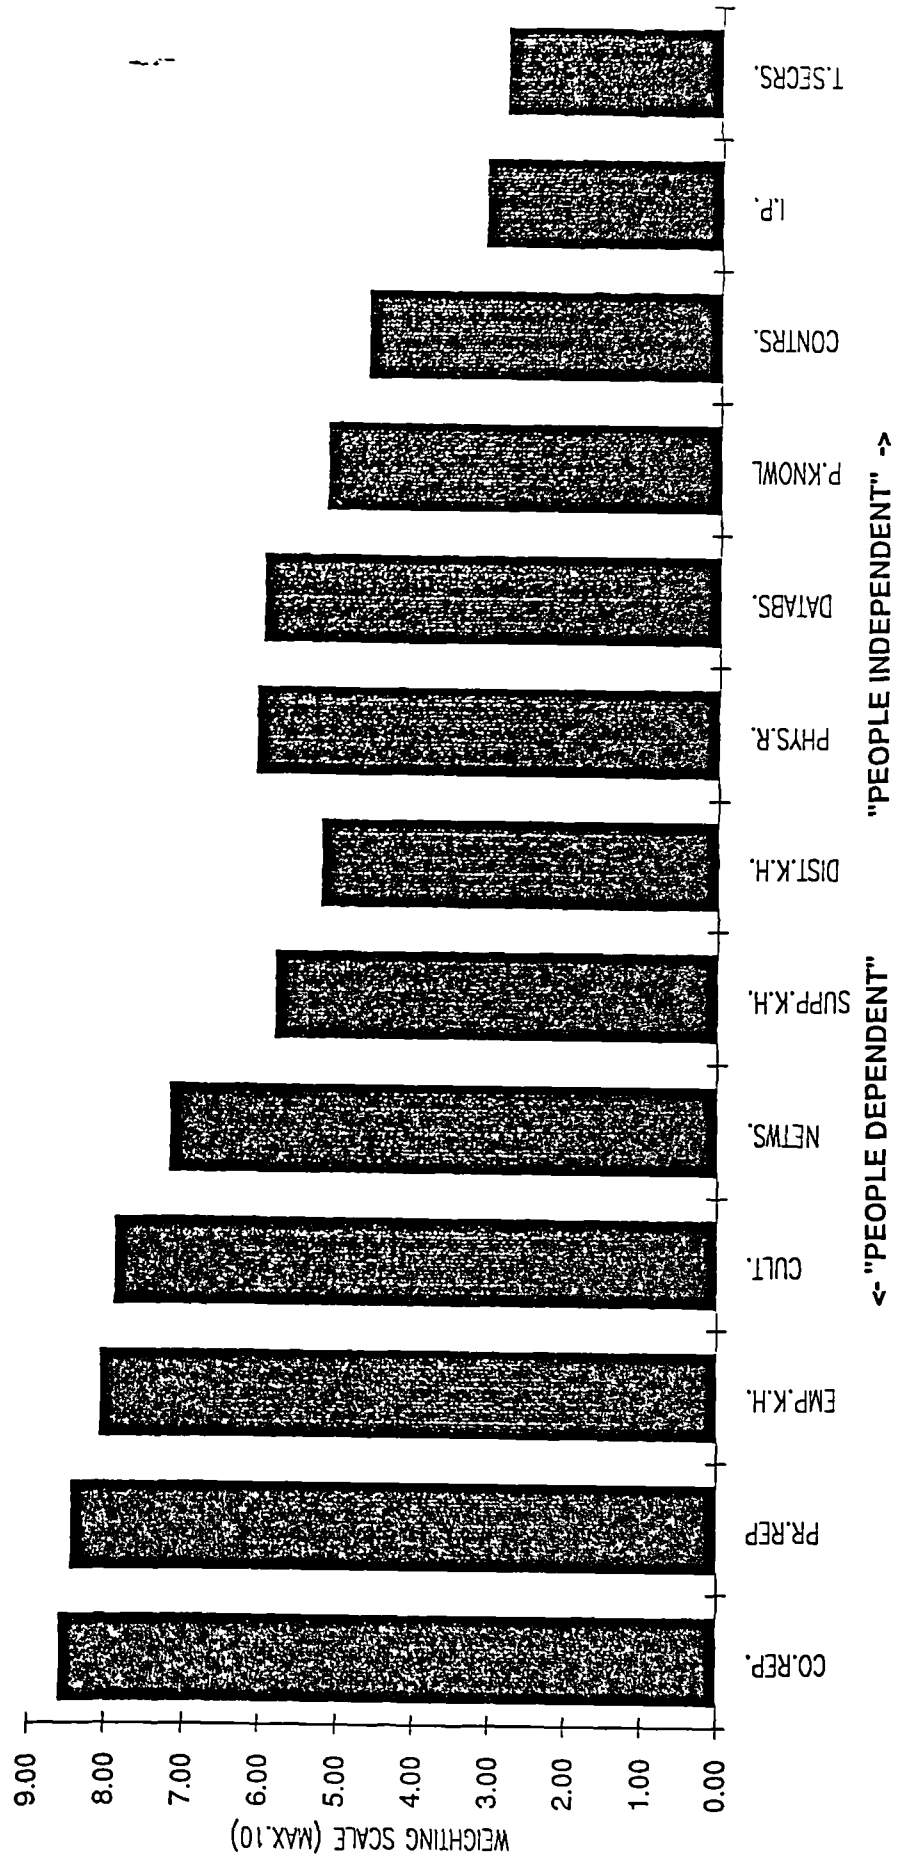 WEIGHTING SCALE (MAX.10)
9.00
8.00
7.00
6.00
5.00
4.00
3.00
2.00
1.00
0.00
CO.REP.
PR.REP
EMP.K.H.
CULT.
NETWS.
SUPP.K.H.
DIST.K.H.
PHYS.R.
DATABS.
P.KNOWL
CONTRS.
I.P.
T.SECRS.
<- "PEOPLE DEPENDENT"
"PEOPLE INDEPENDENT" ->